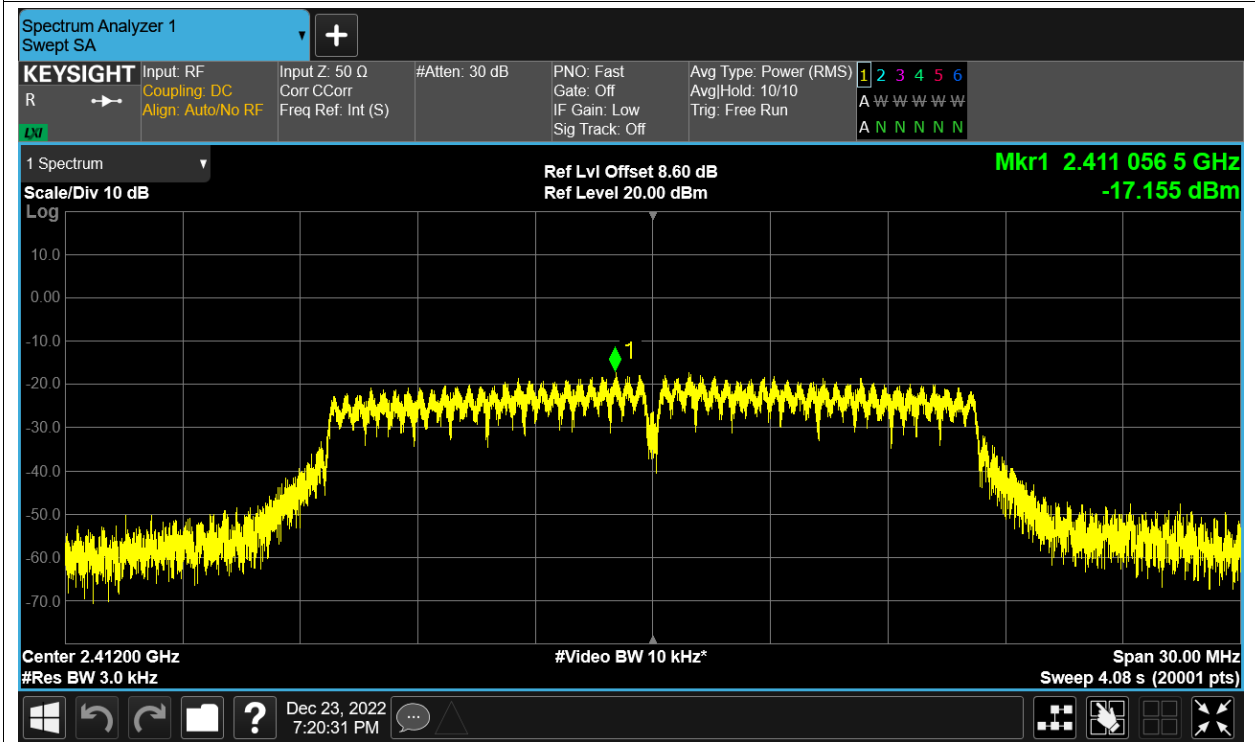 Spectrum Analyzer 1
Swept SA
+
KEYSIGHT
R
LXI
Input: RF
Coupling: DC
Align: Auto/No RF
Input Z: 50 Ω
Corr CCorr
Freq Ref: Int (S)
#Atten: 30 dB
PNO: Fast
Gate: Off
IF Gain: Low
Sig Track: Off
Avg Type: Power (RMS)
Avg|Hold: 10/10
Trig: Free Run
1 2 3 4 5 6
A W W W W W
A N N N N N
1 Spectrum
Scale/Div 10 dB
Ref Lvl Offset 8.60 dB
Ref Level 20.00 dBm
Mkr1 2.411 056 5 GHz
-17.155 dBm
Log
10.0
0.00
-10.0
-20.0
-30.0
-40.0
-50.0
-60.0
-70.0
1
Center 2.41200 GHz
#Res BW 3.0 kHz
#Video BW 10 kHz*
Span 30.00 MHz
Sweep 4.08 s (20001 pts)
?
Dec 23, 2022
7:20:31 PM